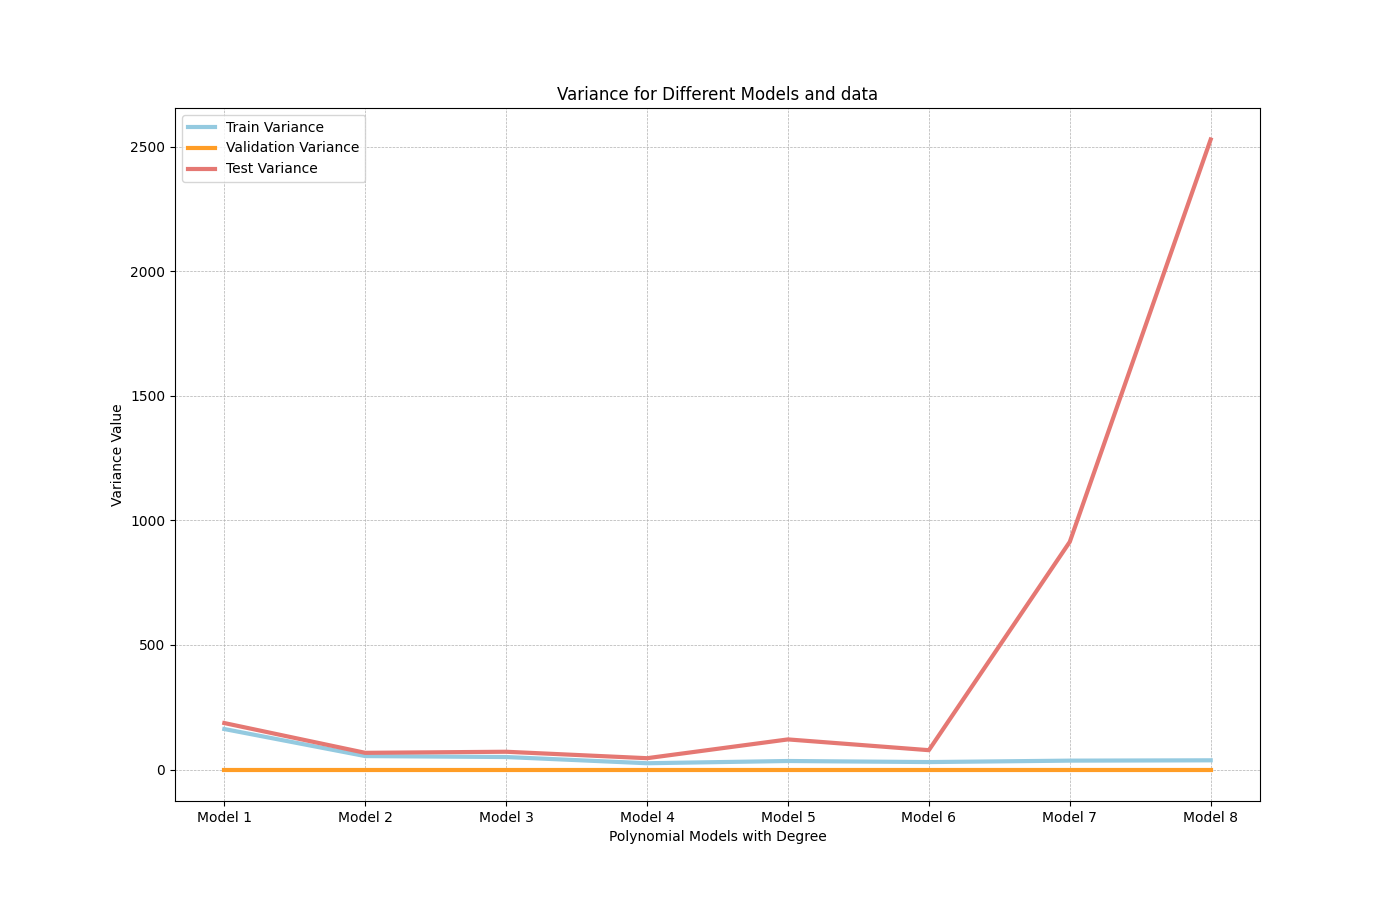 Variance for Different Models and data
Train Variance
Validation Variance
Test Variance
2500
2000
1500
1000
500
0
Variance Value
Model 1 Model 2 Model 3 Model 4 Model 5 Model 6 Model 7 Model 8
Polynomial Models with Degree